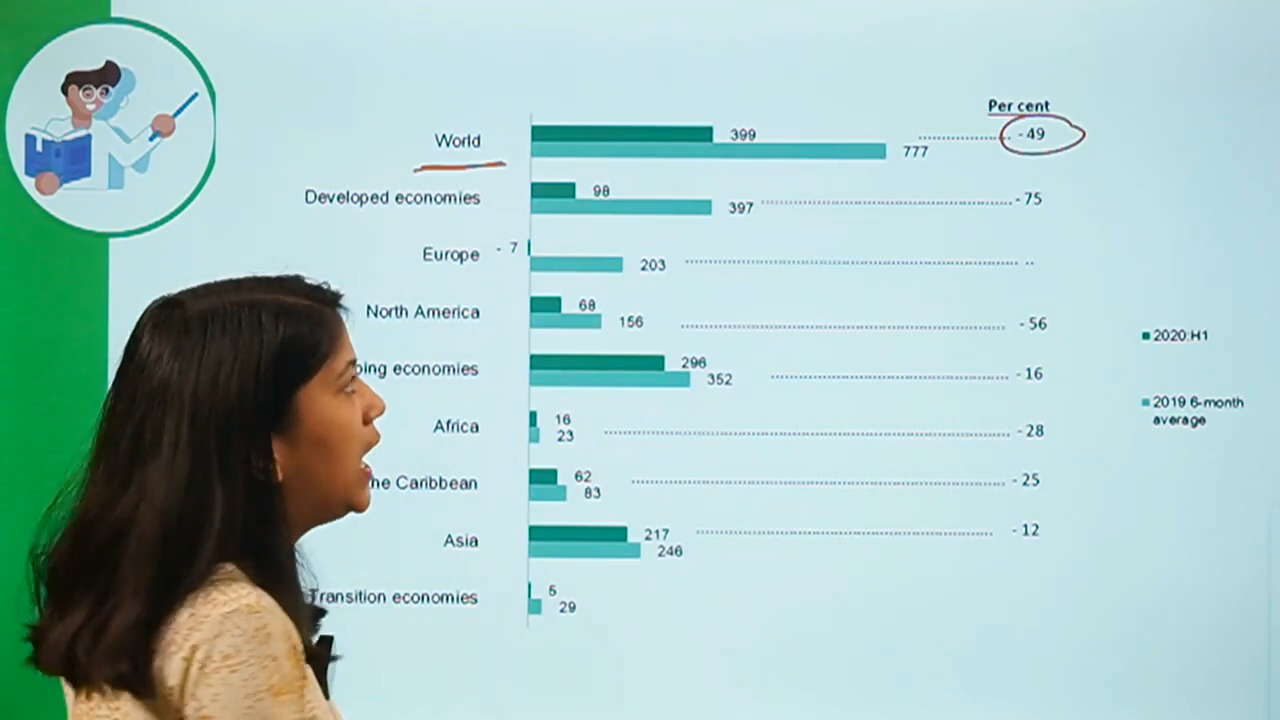 Per cent
World 399 - 49
777
Developed economies 98
397 - 75
Europe - 7
203 --
North America 68
156 - 56
2020:H1
economies 296
352 - 16
2019 6-month
average
Africa 16
23 - 28
Caribbean 62
83 - 25
Asia 217 - 12
246
Transition economies 5
29